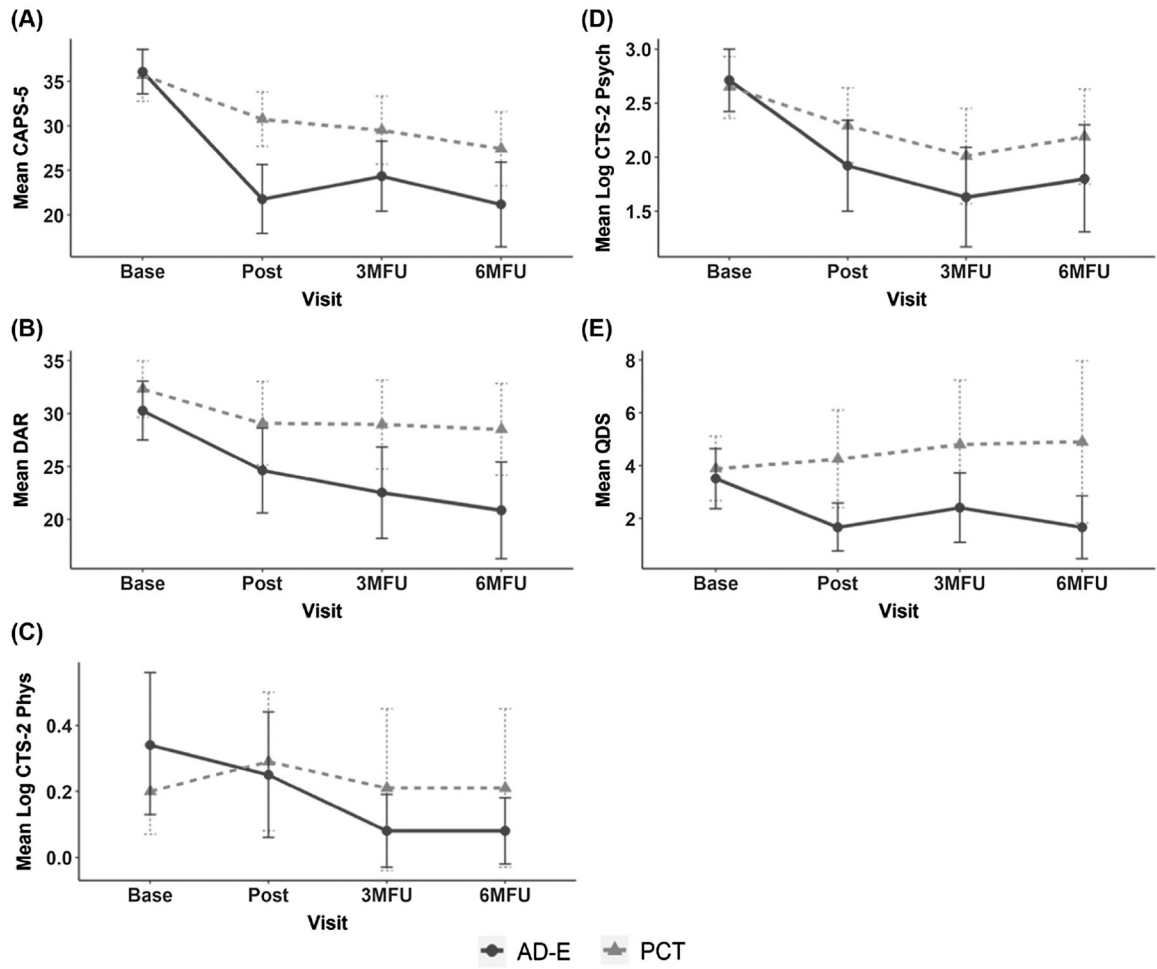 (A)
Mean CAPS-5
35
30
25
20
Base Post 3MFU 6MFU
Visit
(B)
Mean DAR
35
30
25
20
Base Post 3MFU 6MFU
Visit
(C)
Mean Log CTS-2 Phys
0.4
0.2
0.0
Base Post 3MFU 6MFU
Visit
(D)
Mean Log CTS-2 Psych
3.0
2.5
2.0
1.5
Base Post 3MFU 6MFU
Visit
(E)
Mean QDS
8
6
4
2
Base Post 3MFU 6MFU
Visit
AD-E PCT